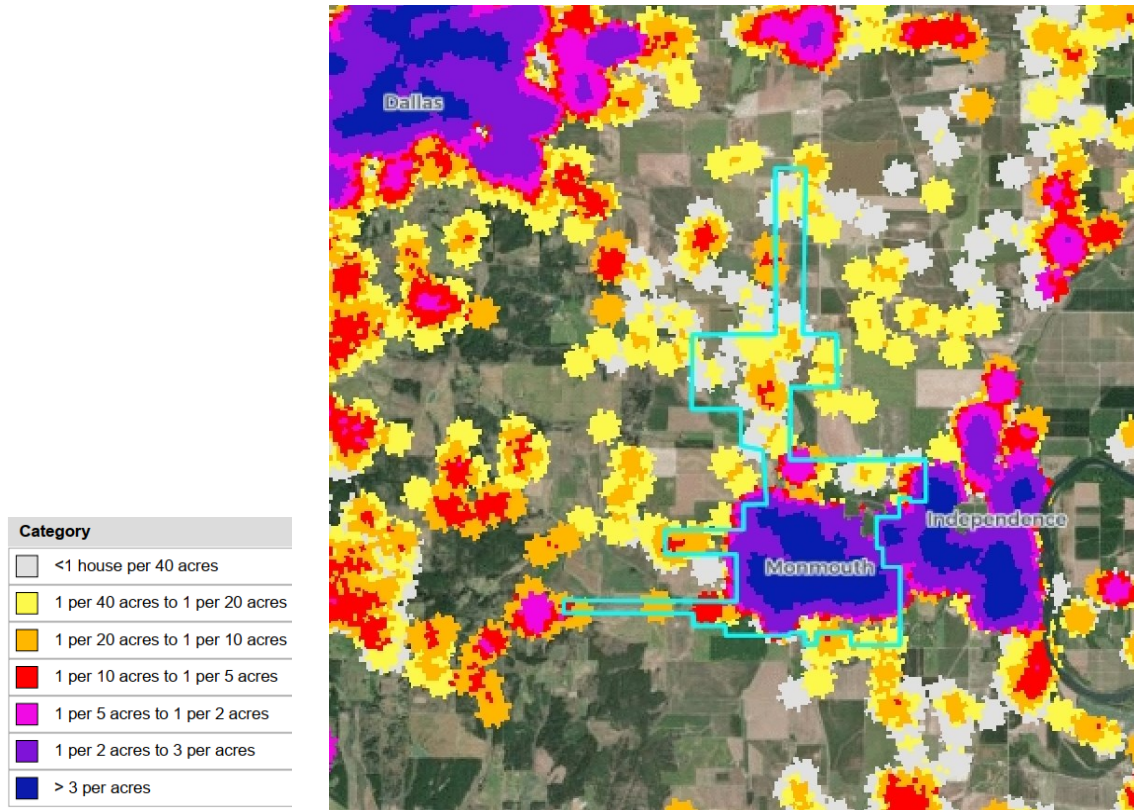 Dallas
Independence
Monmouth
Category
<1 house per 40 acres
1 per 40 acres to 1 per 20 acres
1 per 20 acres to 1 per 10 acres
1 per 10 acres to 1 per 5 acres
1 per 5 acres to 1 per 2 acres
1 per 2 acres to 3 per acres
> 3 per acres